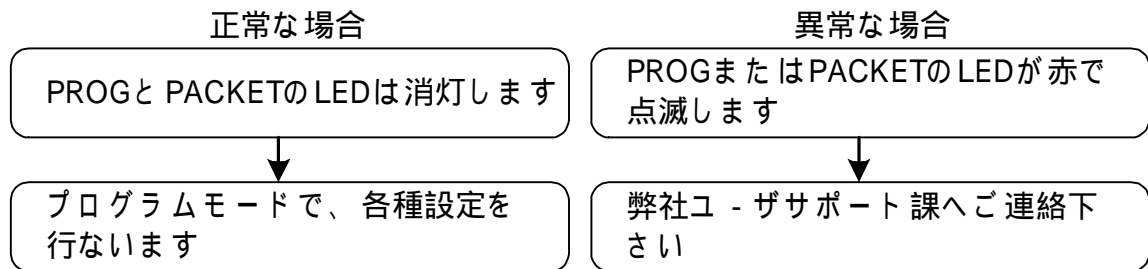 正常な場合
PROGとPACKETのLEDは消灯します
プログラムモードで、各種設定を
行ないます
異常な場合
PROGまたはPACKETのLEDが赤で
点滅します
弊社ユ-ザサポート課へご連絡下
さい